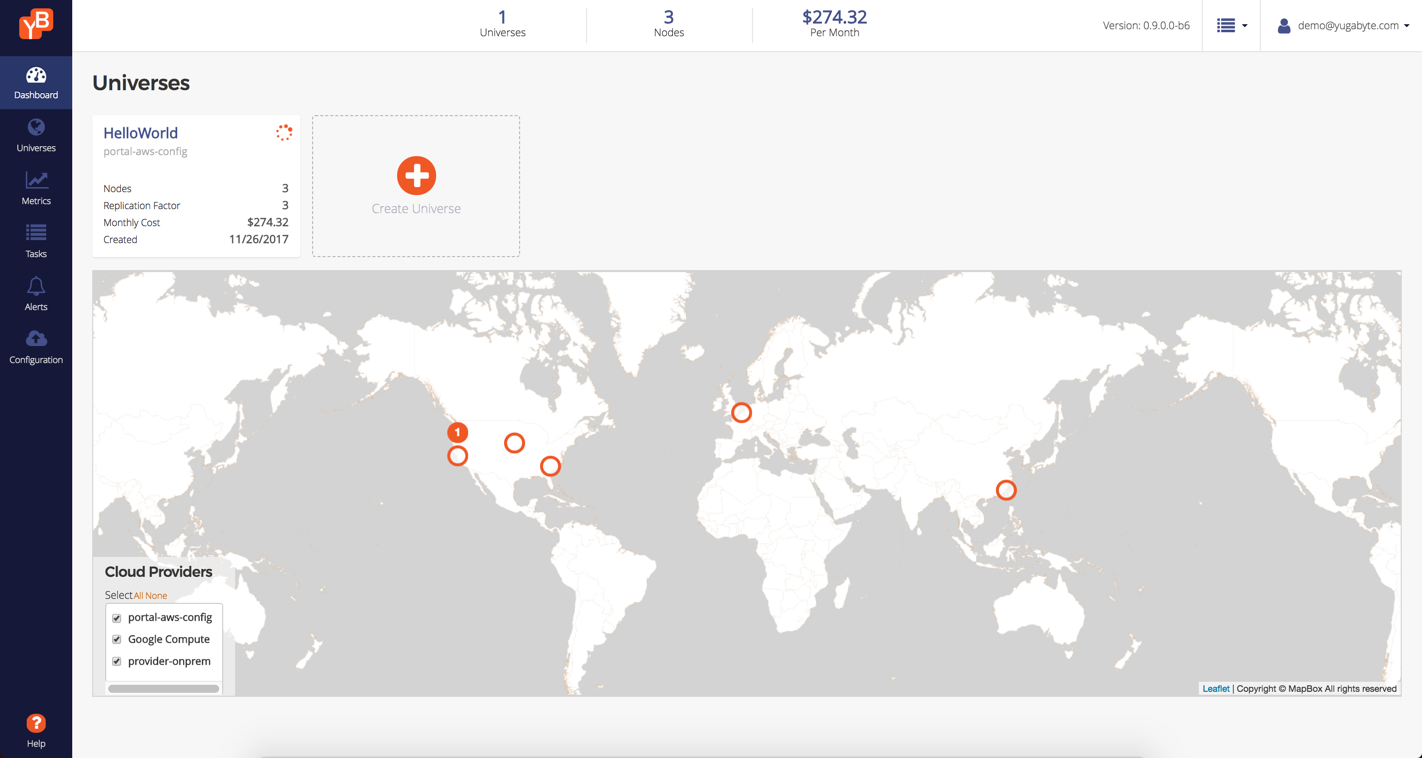 YB
1
Universes
3
Nodes
$274.32
Per Month
Version: 0.9.0.0-b6
demo@yugabyte.com
Dashboard
Universes
Metrics
Tasks
Alerts
Configuration
?
Help
Universes
HelloWorld
portal-aws-config
Nodes 3
Replication Factor 3
Monthly Cost $274.32
Created 11/26/2017
Create Universe
1
Cloud Providers
Select All None
portal-aws-config
Google Compute
provider-onprem
Leaflet | Copyright © MapBox All rights reserved